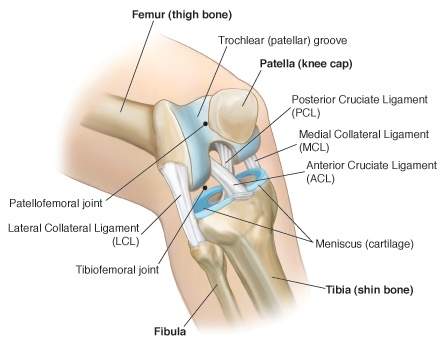 Femur (thigh bone)
Trochlear (patellar) groove
Patella (knee cap)
Posterior Cruciate Ligament
(PCL)
Medial Collateral Ligament
(MCL)
Anterior Cruciate Ligament
(ACL)
Patellofemoral joint
Lateral Collateral Ligament
(LCL)
Meniscus (cartilage)
Tibiofemoral joint
Tibia (shin bone)
Fibula